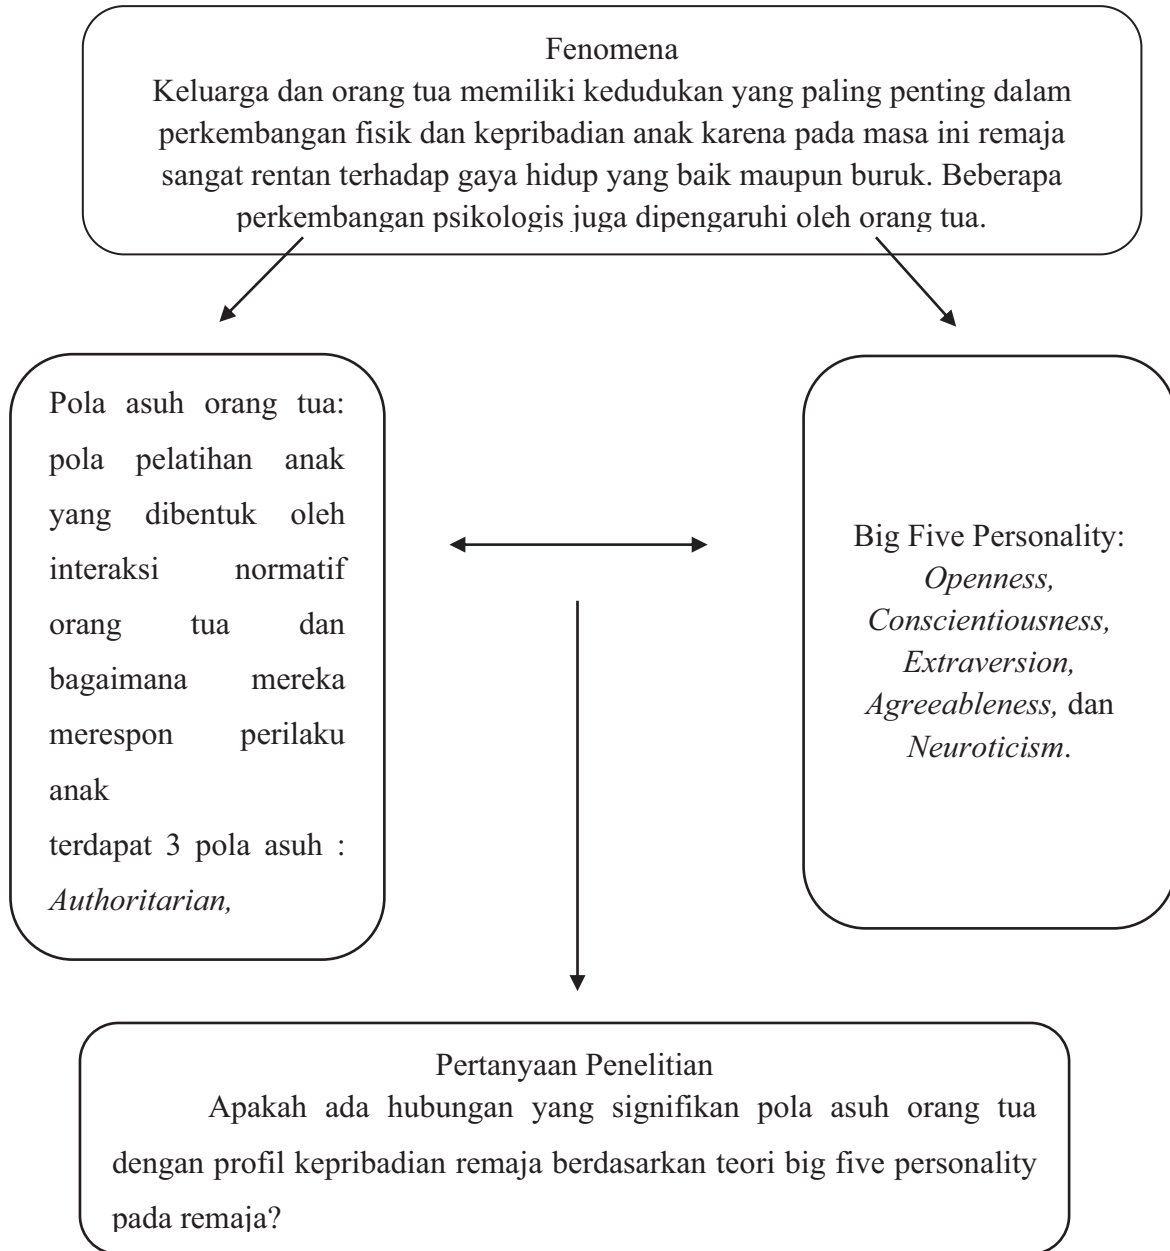 Fenomena
Keluarga dan orang tua memiliki kedudukan yang paling penting dalam
perkembangan fisik dan kepribadian anak karena pada masa ini remaja
sangat rentan terhadap gaya hidup yang baik maupun buruk. Beberapa
perkembangan psikologis juga dipengaruhi oleh orang tua.
Pola asuh orang tua:
pola pelatihan anak
yang dibentuk oleh
interaksi normatif
orang tua dan
bagaimana mereka
merespon perilaku
anak
terdapat 3 pola asuh :
Authoritarian,
Big Five Personality:
Openness,
Conscientiousness,
Extraversion,
Agreeableness, dan
Neuroticism.
Pertanyaan Penelitian
Apakah ada hubungan yang signifikan pola asuh orang tua
dengan profil kepribadian remaja berdasarkan teori big five personality
pada remaja?